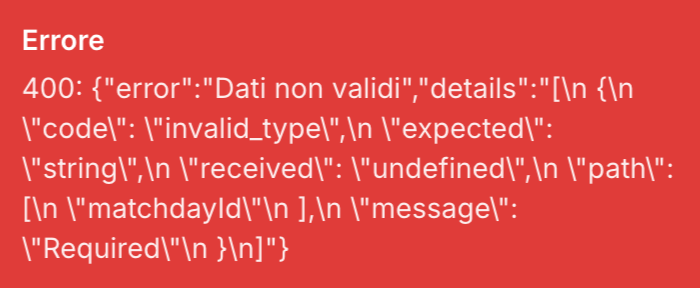 Errore
400: {"error":"Dati non validi","details":"[\n {\n
\"code\": \"invalid_type\",\n \"expected\":
\"string\",\n \"received\": \"undefined\",\n \"path\":
[\n \"matchdayId\"\n ],\n \"message\":
\"Required\"\n }\n]"}